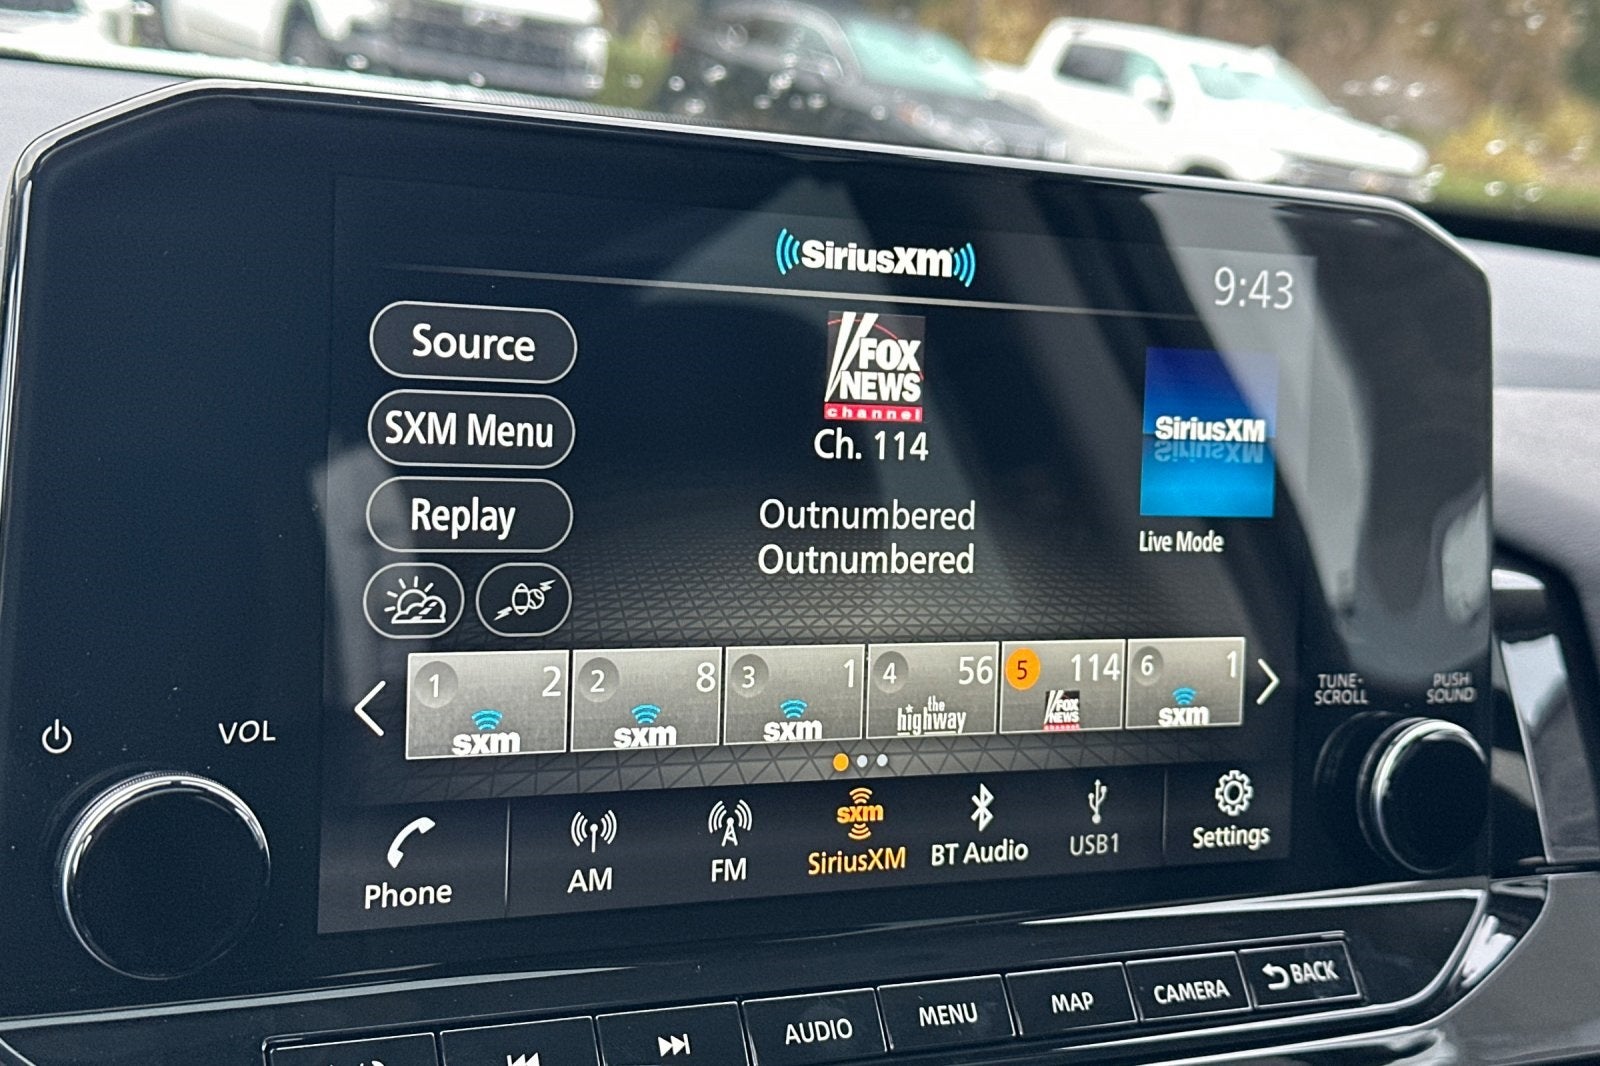 SiriusXM
9:43
Source
SXM Menu
Replay
FOX
NEWS
channel
Ch. 114
Outnumbered
Outnumbered
SiriusXM
Live Mode
1 2
sxm
2 8
sxm
3 1
sxm
4 56
the
highway
5 114
FOX
NEWS
channel
6 1
sxm
TUNE-
SCROLL
PUSH
SOUND
VOL
Phone
AM
FM
sxm
SiriusXM
BT Audio
USB1
Settings
AUDIO
MENU
MAP
CAMERA
BACK